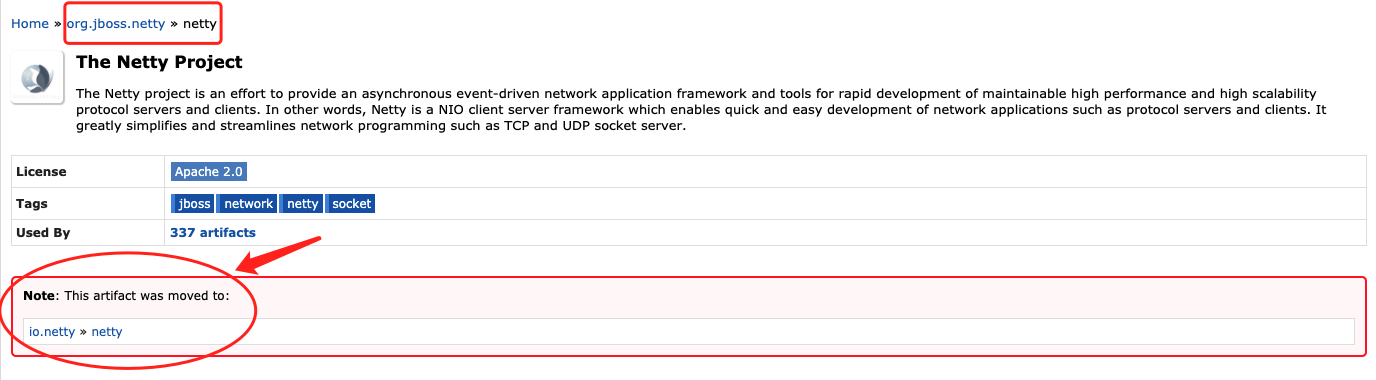 Home » org.jboss.netty » netty
The Netty Project
The Netty project is an effort to provide an asynchronous event-driven network application framework and tools for rapid development of maintainable high performance and high scalability
protocol servers and clients. In other words, Netty is a NIO client server framework which enables quick and easy development of network applications such as protocol servers and clients. It
greatly simplifies and streamlines network programming such as TCP and UDP socket server.
License Apache 2.0
Tags jboss network netty socket
Used By 337 artifacts
Note: This artifact was moved to:
io.netty » netty